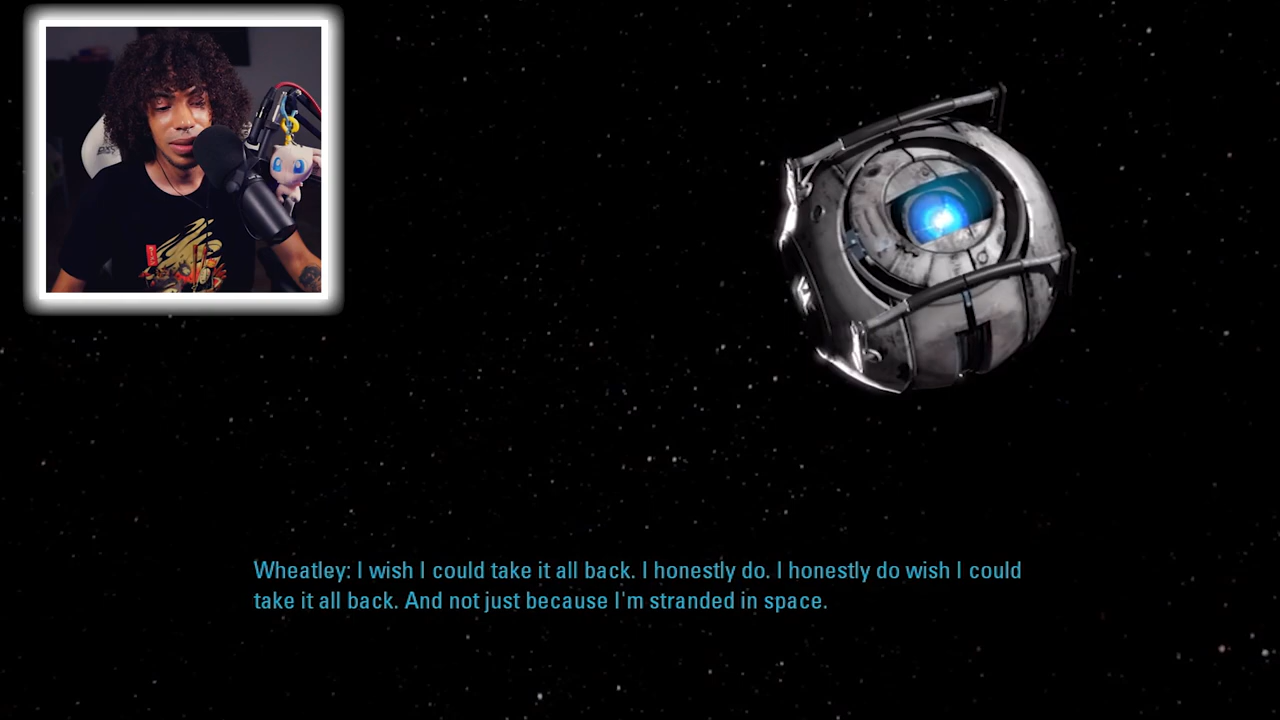 Wheatley: I wish I could take it all back. I honestly do. I honestly do wish I could
take it all back. And not just because I'm stranded in space.